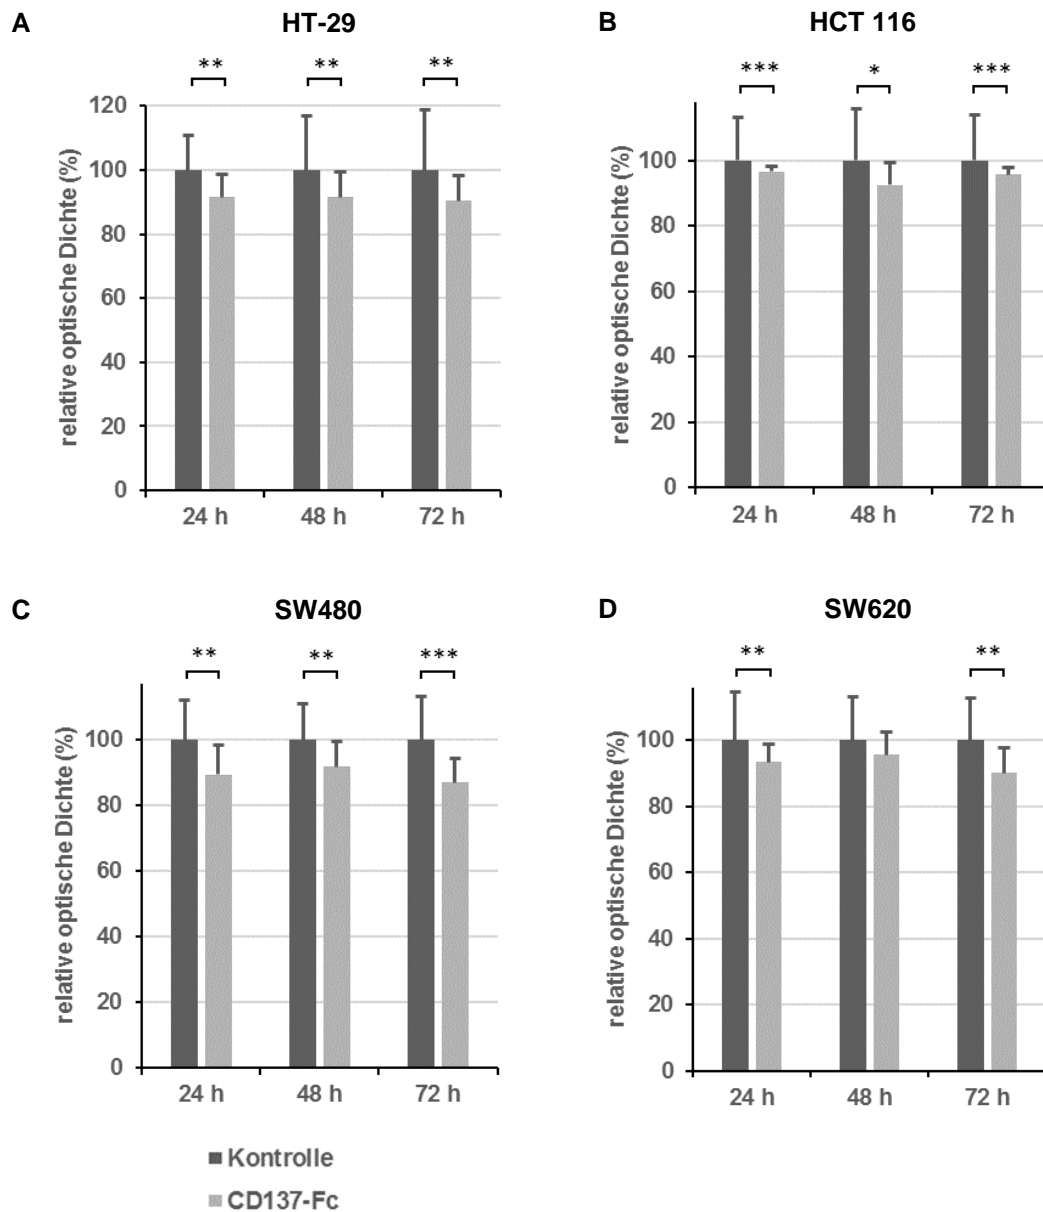 A HT-29
** ** **
relative optische Dichte (%)
120
100
80
60
40
20
0
24 h 48 h 72 h
B HCT 116
*** * ***
relative optische Dichte (%)
100
80
60
40
20
0
24 h 48 h 72 h
C SW480
** ** ***
relative optische Dichte (%)
100
80
60
40
20
0
24 h 48 h 72 h
D SW620
** **
relative optische Dichte (%)
100
80
60
40
20
0
24 h 48 h 72 h
Kontrolle
CD137-Fc